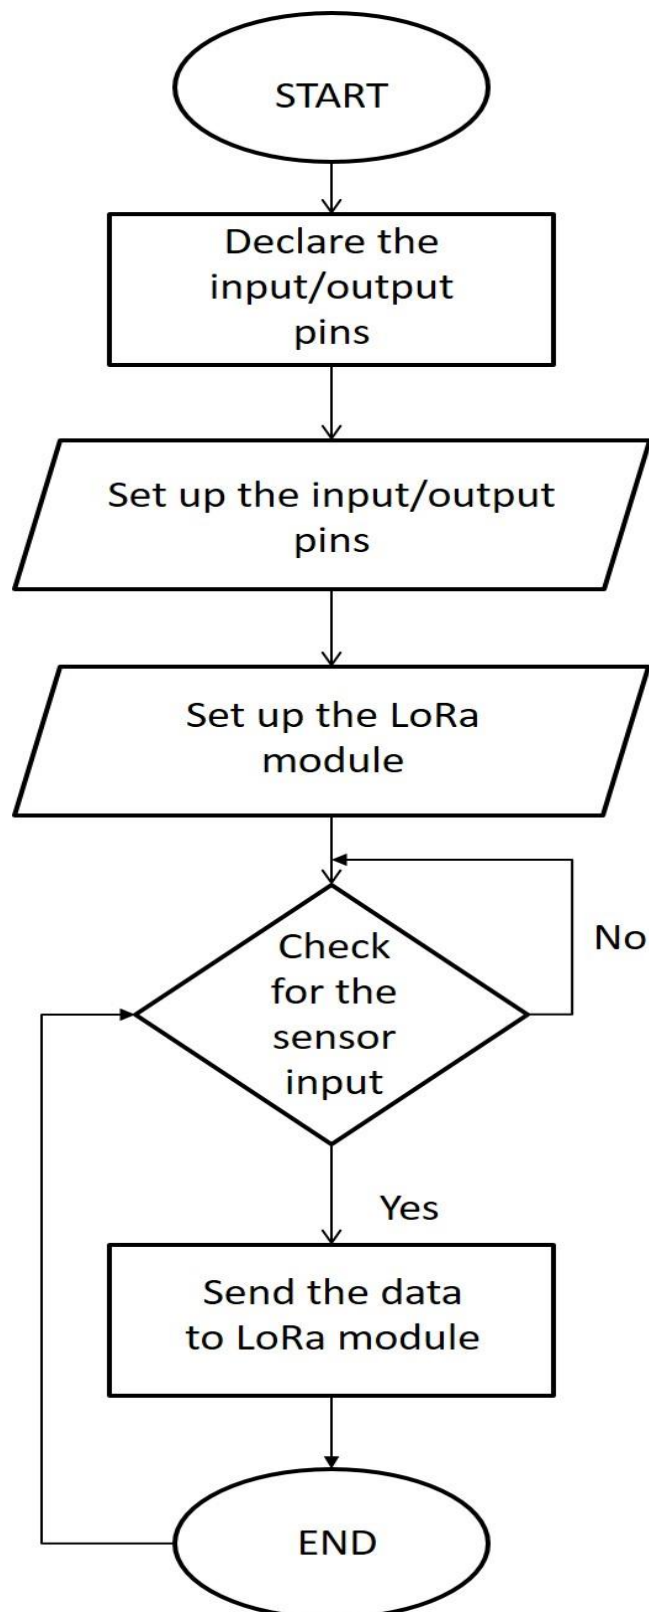 START
Declare the
input/output
pins
Set up the input/output
pins
Set up the LoRa
module
Check
for the
sensor
input
No
Yes
Send the data
to LoRa module
END